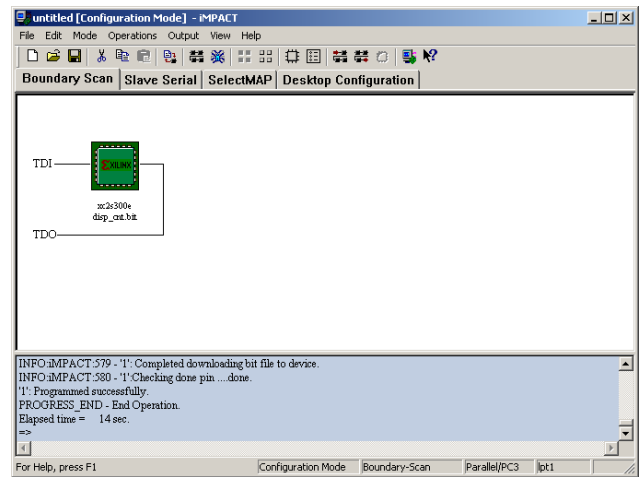 untitled [Configuration Mode] - iMPACT
File Edit Mode Operations Output View Help
Boundary Scan Slave Serial SelectMAP Desktop Configuration
TDI
XILINX
xc2s300e
disp_cnt.bit
TDO
INFO:iMPACT:579 - '1': Completed downloading bit file to device.
INFO:iMPACT:580 - '1':Checking done pin ....done.
'1': Programmed successfully.
PROGRESS_END - End Operation.
Elapsed time = 14 sec.
=>
For Help, press F1 Configuration Mode Boundary-Scan Parallel/PC3 lpt1